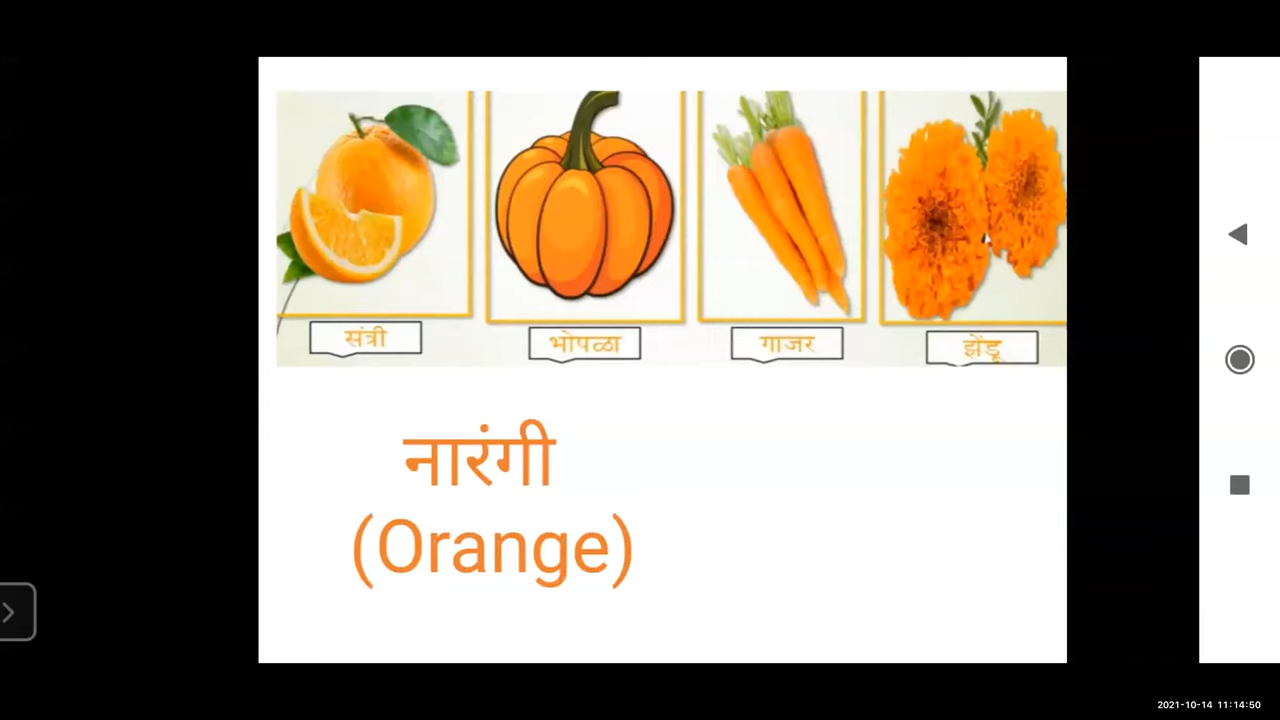 संत्री
भोपळा
गाजर
झेंडू
नारंगी
(Orange)
2021-10-14 11:14:50